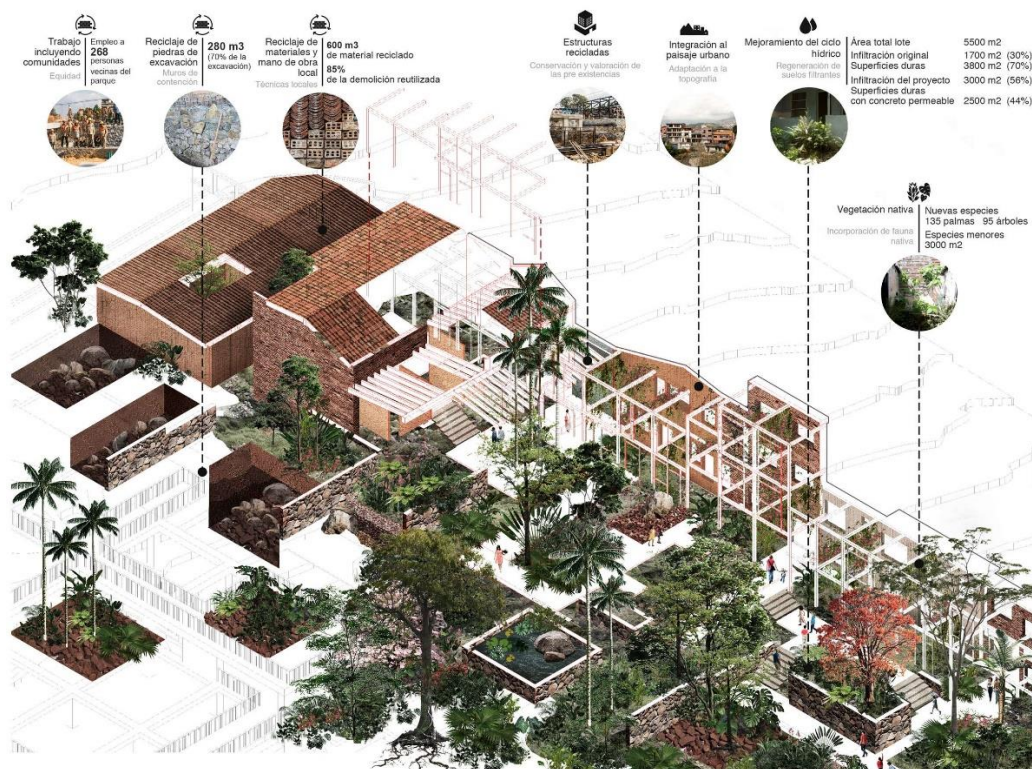 Trabajo
incluyendo
comunidades
Equidad
Empleo a
268
personas
vecinas del
parque
Reciclaje de
piedras de
excavación
Muros de
contención
280 m3
(70% de la
excavación)
Reciclaje de
materiales y
mano de obra
local
Técnicas locales
600 m3
de material reciclado
85%
de la demolición reutilizada
Estructuras
recicladas
Conservación y valoración de
las pre existencias
Integración al
paisaje urbano
Adaptación a la
topografía
Mejoramiento del ciclo
hídrico
Regeneración de
suelos filtrantes
Área total lote 5500 m2
Infiltración original 1700 m2 (30%)
Superficies duras 3800 m2 (70%)
Infiltración del proyecto 3000 m2 (56%)
Superficies duras
con concreto permeable 2500 m2 (44%)
Vegetación nativa
Incorporación de fauna
nativa
Nuevas especies
135 palmas 95 árboles
Especies menores
3000 m2